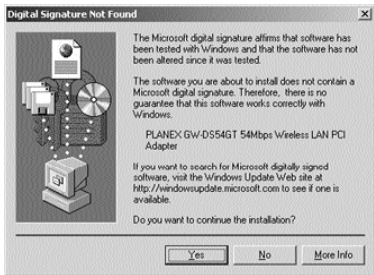 Digital Signature Not Found
The Microsoft digital signature affirms that software has
been tested with Windows and that the software has not
been altered since it was tested.
The software you are about to install does not contain a
Microsoft digital signature. Therefore, there is no
guarantee that this software works correctly with
Windows.
PLANEX GW-DS54GT 54Mbps Wireless LAN PCI
Adapter
If you want to search for Microsoft digitally signed
software, visit the Windows Update Web site at
http://windowsupdate.microsoft.com to see if one is
available.
Do you want to continue the installation?
Yes No More Info